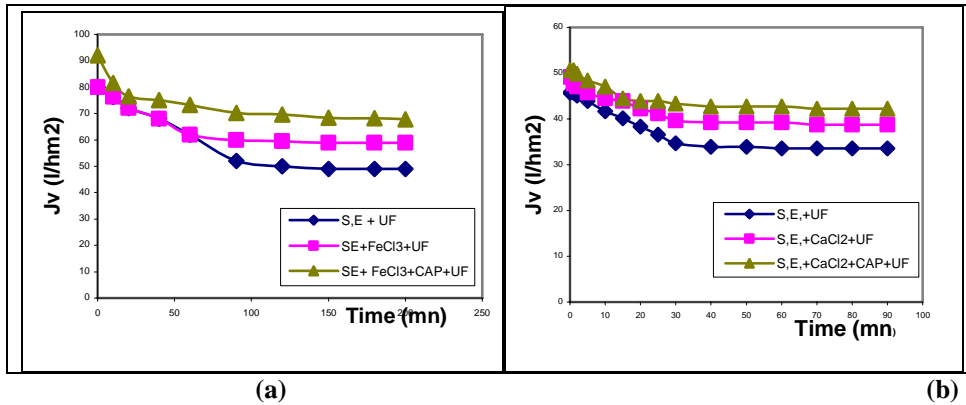 100
90
80
70
60
50
40
30
20
10
0
Jv (l/hm2)
S,E + UF
SE+FeCl3+UF
SE+ FeCl3+CAP+UF
0 50 100 150 200 250
Time (mn)
(a)
60
50
40
30
20
10
0
Jv (l/hm2)
S,E,+UF
S,E,+CaCl2+UF
S,E,+CaCl2+CAP+UF
0 10 20 30 40 50 60 70 80 90 100
Time (mn)
(b)